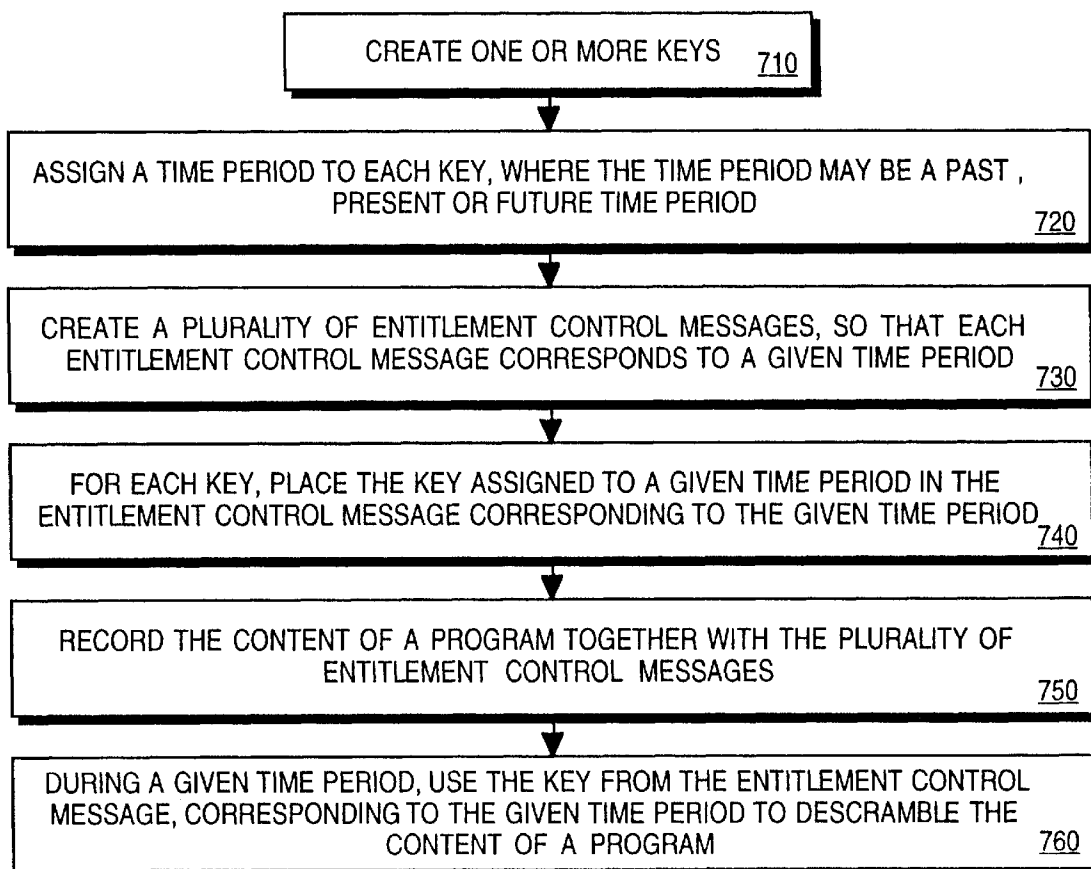 CREATE ONE OR MORE KEYS
710
ASSIGN A TIME PERIOD TO EACH KEY, WHERE THE TIME PERIOD MAY BE A PAST ,
PRESENT OR FUTURE TIME PERIOD
720
CREATE A PLURALITY OF ENTITLEMENT CONTROL MESSAGES, SO THAT EACH
ENTITLEMENT CONTROL MESSAGE CORRESPONDS TO A GIVEN TIME PERIOD
730
FOR EACH KEY, PLACE THE KEY ASSIGNED TO A GIVEN TIME PERIOD IN THE
ENTITLEMENT CONTROL MESSAGE CORRESPONDING TO THE GIVEN TIME PERIOD
740
RECORD THE CONTENT OF A PROGRAM TOGETHER WITH THE PLURALITY OF
ENTITLEMENT CONTROL MESSAGES
750
DURING A GIVEN TIME PERIOD, USE THE KEY FROM THE ENTITLEMENT CONTROL
MESSAGE, CORRESPONDING TO THE GIVEN TIME PERIOD TO DESCRAMBLE THE
CONTENT OF A PROGRAM
760